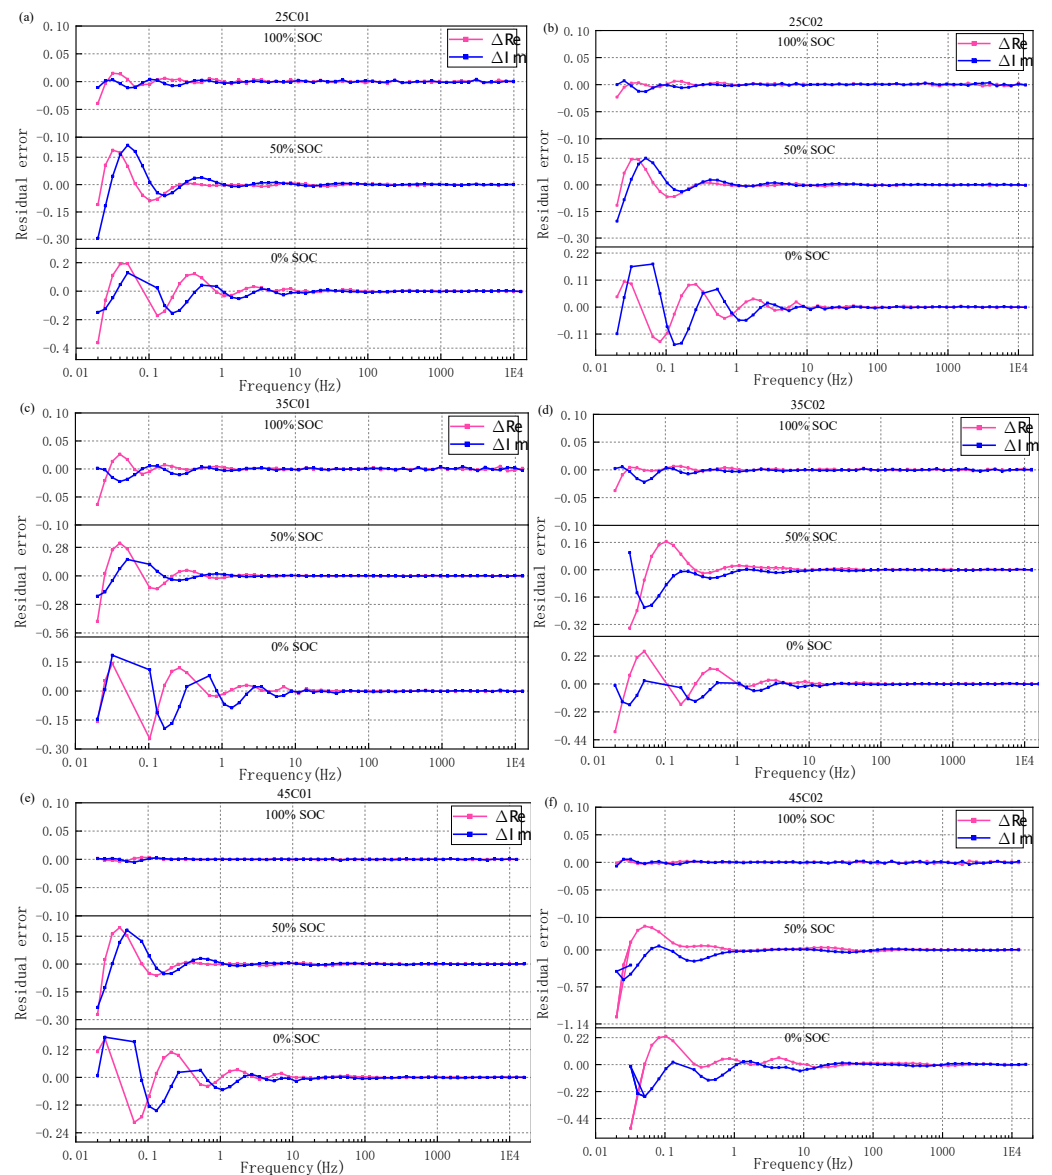 (a)
25C01
100% SOC
ΔRe
ΔIm
0.10
0.05
0.00
-0.05
-0.10
50% SOC
0.15
0.00
-0.15
-0.30
0% SOC
0.2
0.0
-0.2
-0.4
Residual error
0.01 0.1 1 10 100 1000 1E4
Frequency(Hz)
(b)
25C02
100% SOC
ΔRe
ΔIm
0.10
0.05
0.00
-0.05
-0.10
50% SOC
0.15
0.00
-0.15
-0.30
0% SOC
0.22
0.11
0.00
-0.11
Residual error
0.01 0.1 1 10 100 1000 1E4
Frequency(Hz)
(c)
35C01
100% SOC
ΔRe
ΔIm
0.10
0.05
0.00
-0.05
-0.10
50% SOC
0.28
0.00
-0.28
-0.56
0% SOC
0.15
0.00
-0.15
-0.30
Residual error
0.01 0.1 1 10 100 1000 1E4
Frequency(Hz)
(d)
35C02
100% SOC
ΔRe
ΔIm
0.10
0.05
0.00
-0.05
-0.10
50% SOC
0.16
0.00
-0.16
-0.32
0% SOC
0.22
0.00
-0.22
-0.44
Residual error
0.01 0.1 1 10 100 1000 1E4
Frequency(Hz)
(e)
45C01
100% SOC
ΔRe
ΔIm
0.10
0.05
0.00
-0.05
-0.10
50% SOC
0.15
0.00
-0.15
-0.30
0% SOC
0.12
0.00
-0.12
-0.24
Residual error
0.01 0.1 1 10 100 1000 1E4
Frequency(Hz)
(f)
45C02
100% SOC
ΔRe
ΔIm
0.10
0.05
0.00
-0.05
-0.10
50% SOC
0.00
-0.57
-1.14
0% SOC
0.22
0.00
-0.22
-0.44
Residual error
0.01 0.1 1 10 100 1000 1E4
Frequency(Hz)